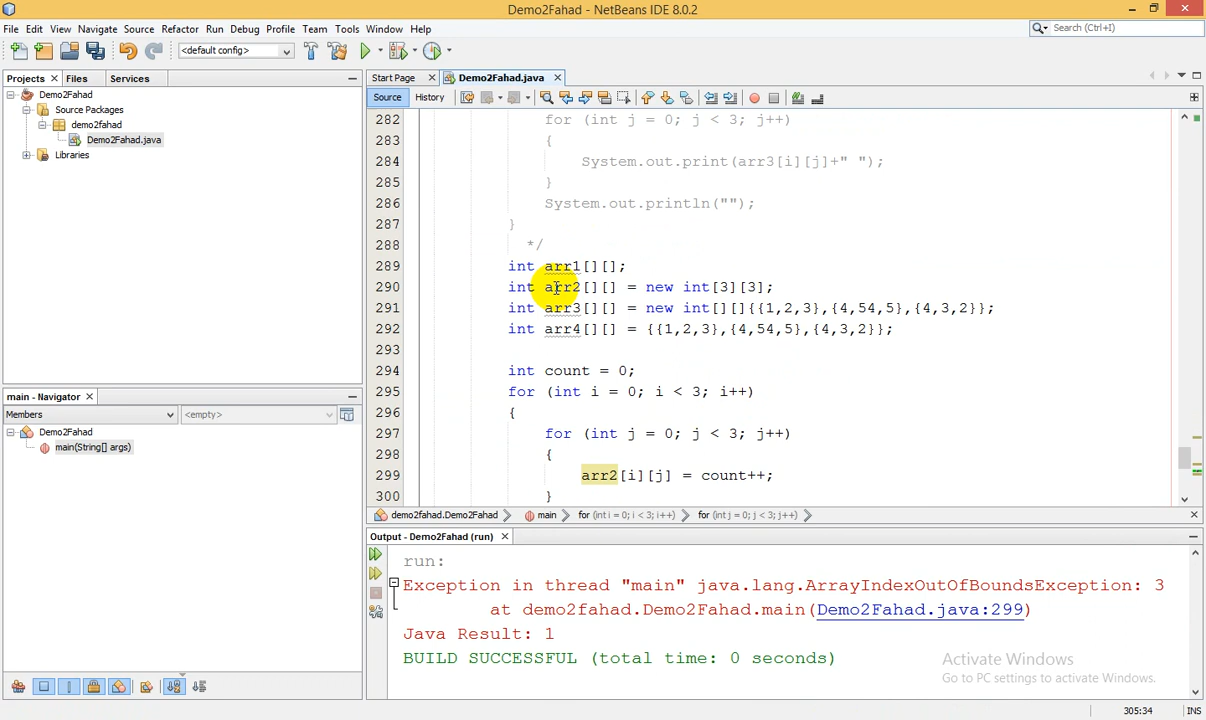 Demo2Fahad - NetBeans IDE 8.0.2
File Edit View Navigate Source Refactor Run Debug Profile Team Tools Window Help
Search (Ctrl+I)
<default config>
Projects Files Services
Demo2Fahad
Source Packages
demo2fahad
Demo2Fahad.java
Libraries
main - Navigator
Members <empty>
Demo2Fahad
main(String[] args)
Start Page Demo2Fahad.java
Source History
282 for (int j = 0; j < 3; j++)
283 {
284 System.out.print(arr3[i][j]+" ");
285 }
286 System.out.println("");
287 }
288 */
289 int arr1[][];
290 int arr2[][] = new int[3][3];
291 int arr3[][] = new int[][]{{1,2,3},{4,54,5},{4,3,2}};
292 int arr4[][] = {{1,2,3},{4,54,5},{4,3,2}};
293
294 int count = 0;
295 for (int i = 0; i < 3; i++)
296 {
297 for (int j = 0; j < 3; j++)
298 {
299 arr2[i][j] = count++;
300 }
demo2fahad.Demo2Fahad main for (int i = 0; i < 3; i++) for (int j = 0; j < 3; j++)
Output - Demo2Fahad (run)
run:
Exception in thread "main" java.lang.ArrayIndexOutOfBoundsException: 3
at demo2fahad.Demo2Fahad.main(Demo2Fahad.java:299)
Java Result: 1
BUILD SUCCESSFUL (total time: 0 seconds)
Activate Windows
Go to PC settings to activate Windows.
305:34 INS